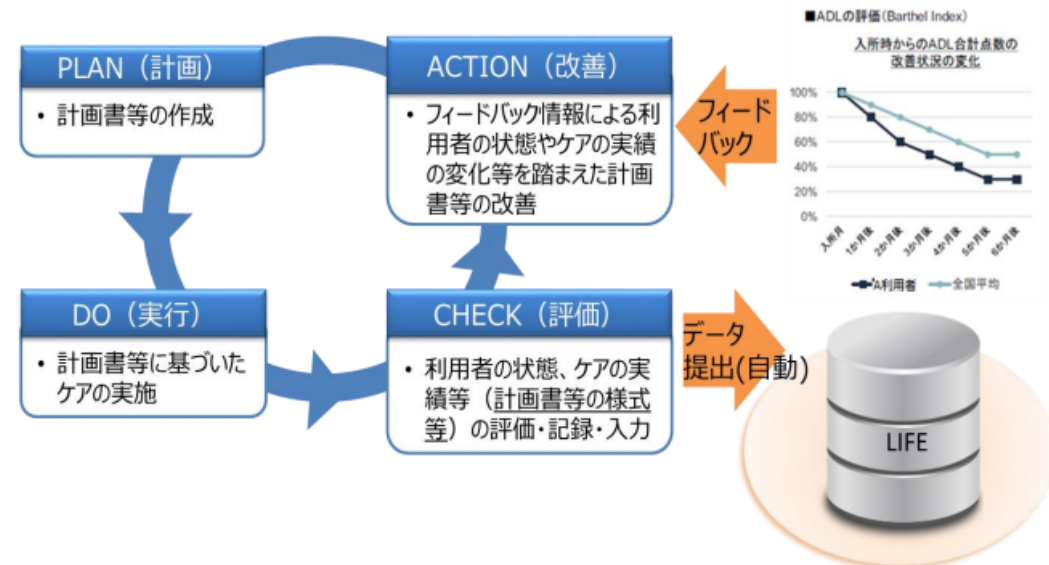 PLAN（計画）
• 計画書等の作成
ACTION（改善）
• フィードバック情報による利
用者の状態やケアの実績
の変化等を踏まえた計画
書等の改善
フィード
バック
■ADLの評価（Barthel Index）
入所時からのADL合計点数の
改善状況の変化
100%
80%
60%
40%
20%
0%
入所月
1か月後
2か月後
3か月後
4か月後
5か月後
6か月後
A利用者
全国平均
DO（実行）
• 計画書等に基づいた
ケアの実施
CHECK（評価）
• 利用者の状態、ケアの実
績等（計画書等の様式
等）の評価・記録・入力
データ
提出(自動)
LIFE